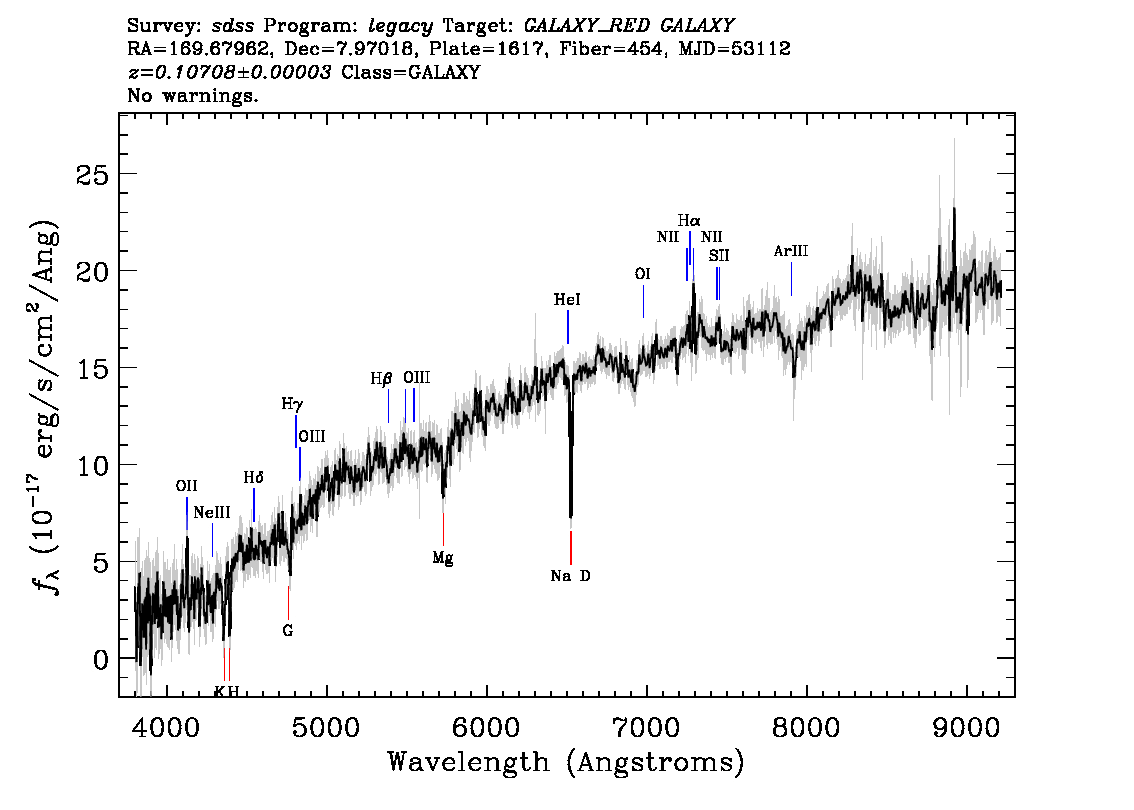 Survey: sdss Program: legacy Target: GALAXY_RED GALAXY
RA=169.67962, Dec=7.97018, Plate=1617, Fiber=454, MJD=53112
z=0.10708±0.00003 Class=GALAXY
No warnings.
Hα
NII NII
SII
ArIII
OI
HeI
Hβ OIII
Hγ
OIII
Hδ
OII
NeIII
Mg
Na D
G
K H
25
20
15
10
5
0
fλ (10⁻¹⁷ erg/s/cm²/Ang)
4000 5000 6000 7000 8000 9000
Wavelength (Angstroms)